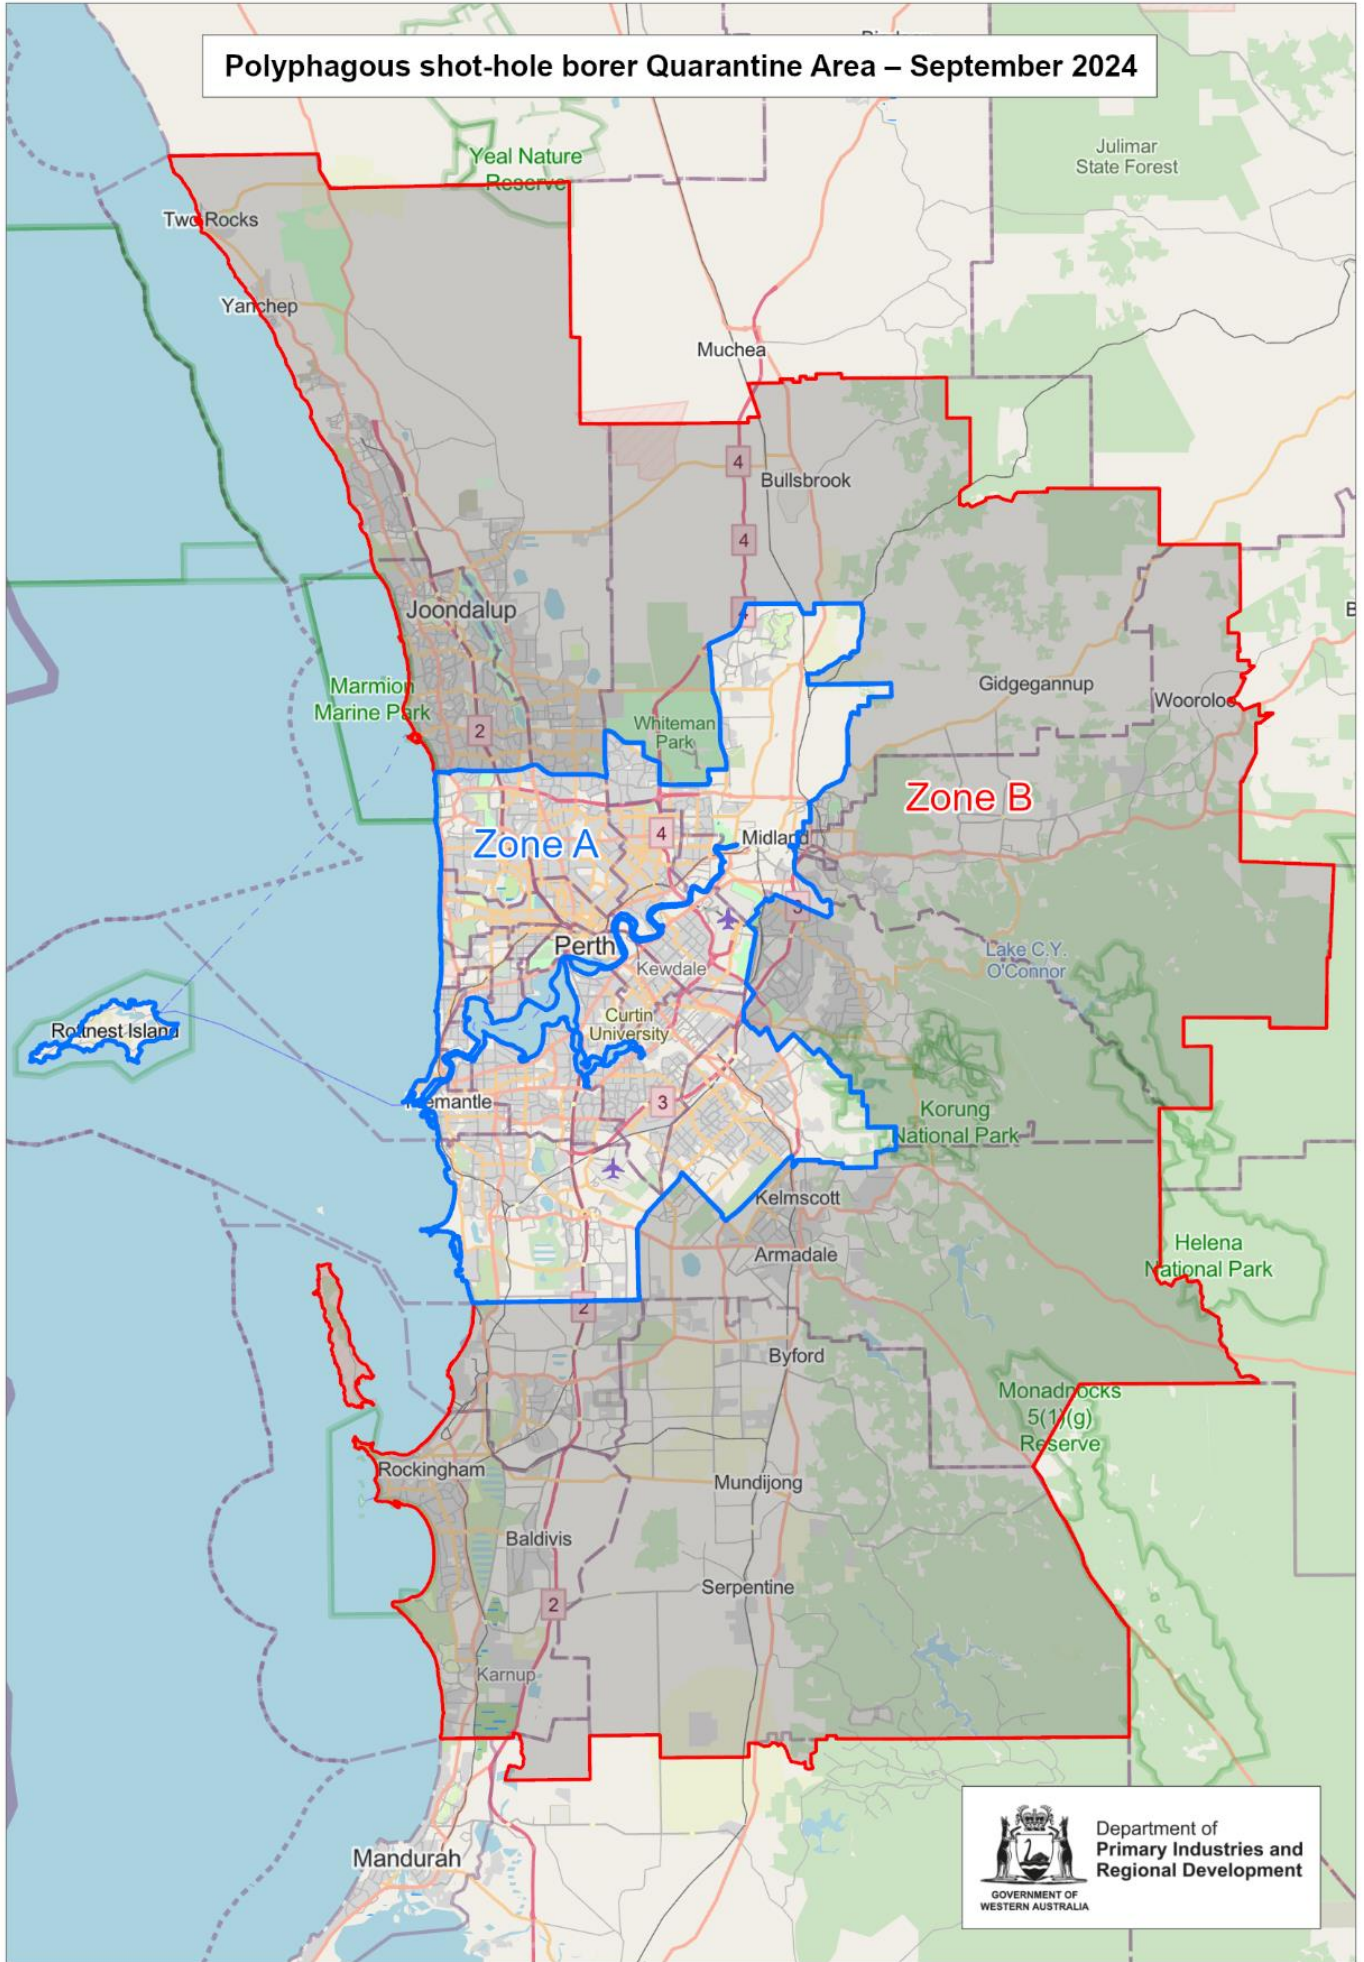 Polyphagous shot-hole borer Quarantine Area – September 2024
Yeal Nature
Reserve
Julimar
State Forest
Two Rocks
Yanchep
Muchea
4
Bullsbrook
4
4
Joondalup
Marmion
Marine Park
2
Whiteman
Park
Gidgegannup
Wooroloo
Zone B
Zone A
4
Midland
3
Perth
Kewdale
Lake C.Y.
O'Connor
Rottnest Island
Curtin
University
Fremantle
3
Korung
National Park
Kelmscott
Armadale
Helena
National Park
2
Byford
Monadnocks
5(1)(g)
Reserve
Rockingham
Mundijong
Baldivis
Serpentine
2
Karnup
Mandurah
Department of
Primary Industries and
Regional Development
GOVERNMENT OF
WESTERN AUSTRALIA